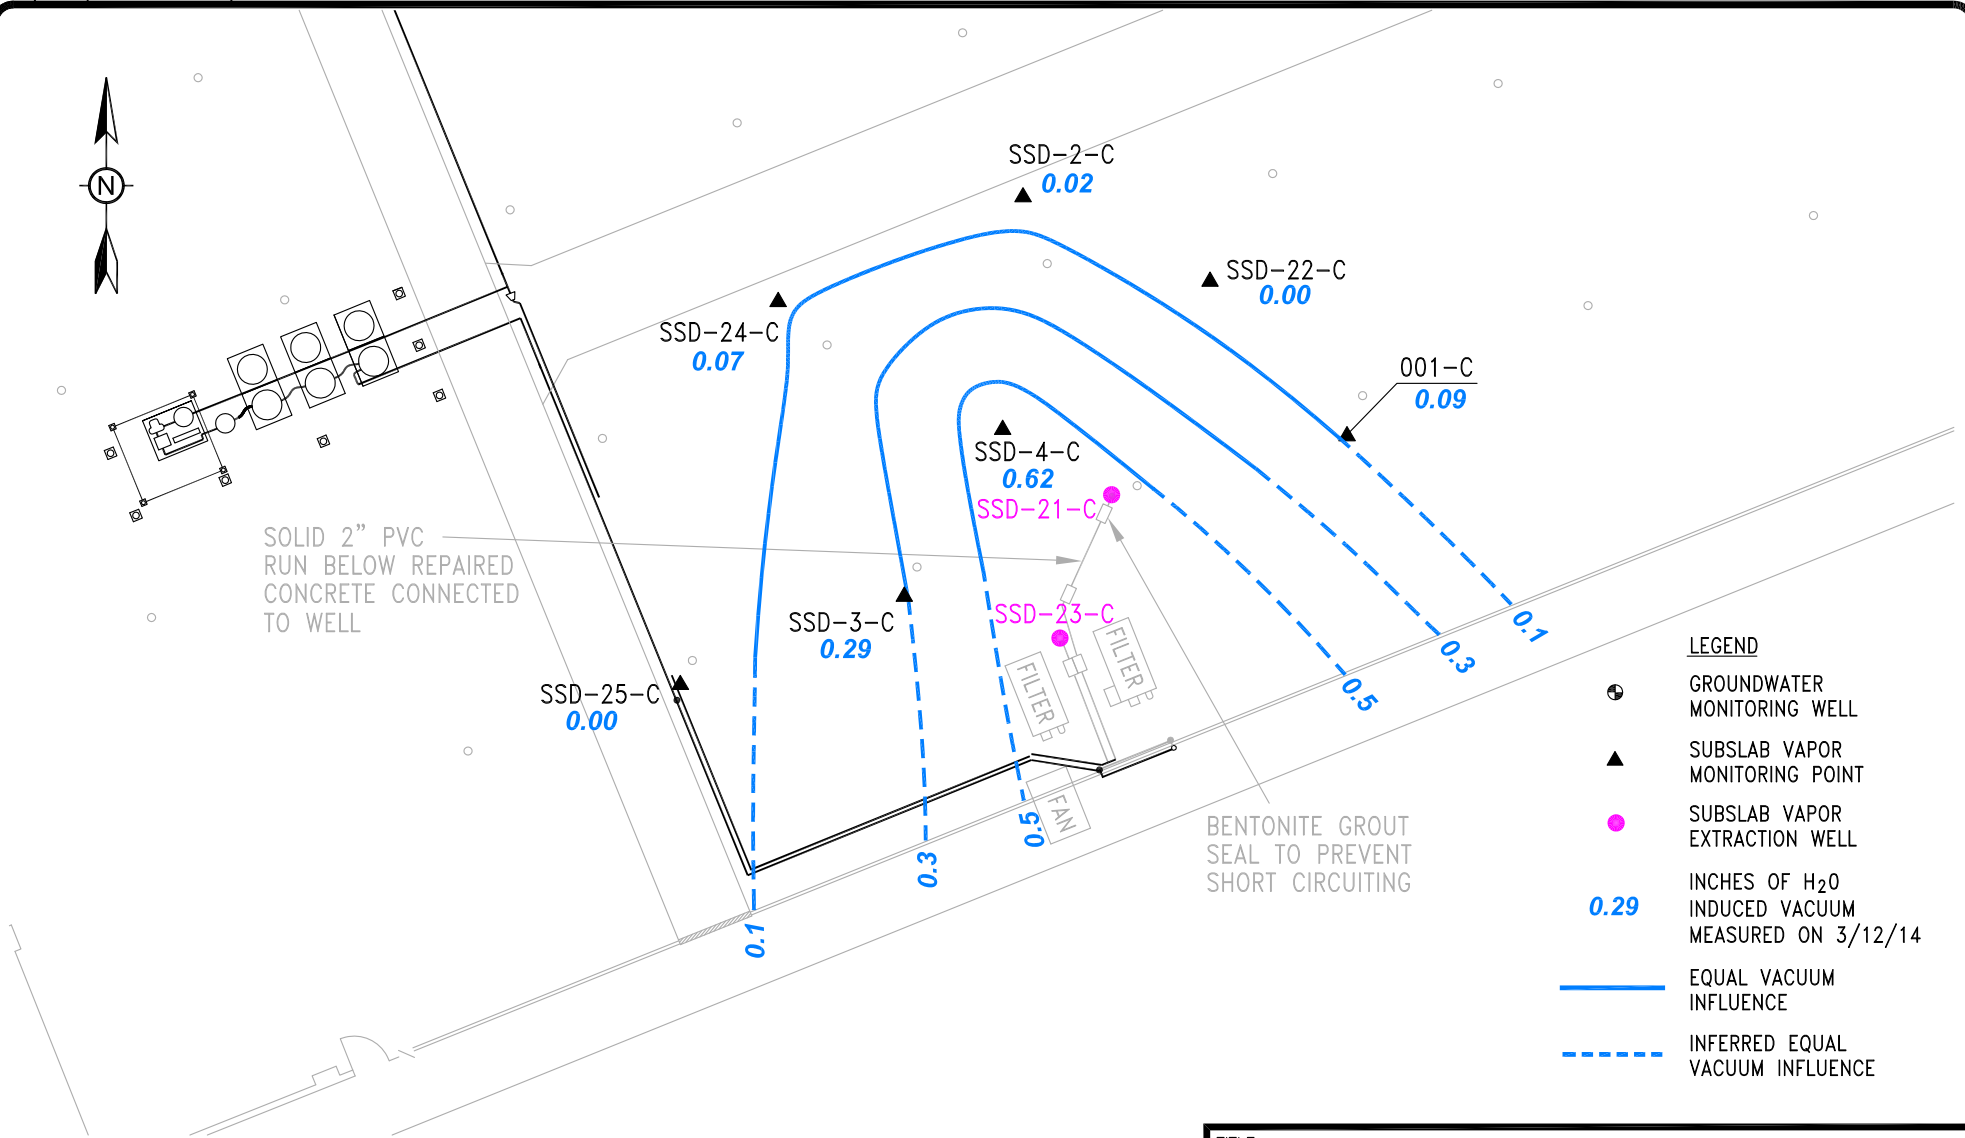 N
SSD-2-C
0.02
SSD-22-C
0.00
SSD-24-C
0.07
001-C
0.09
SSD-4-C
0.62
SSD-21-C
SOLID 2" PVC
RUN BELOW REPAIRED
CONCRETE CONNECTED
TO WELL
SSD-3-C
0.29
SSD-23-C
FILTER
FILTER
SSD-25-C
0.00
FAN
0.1
0.3
0.5
0.5
0.3
0.1
BENTONITE GROUT
SEAL TO PREVENT
SHORT CIRCUITING
LEGEND
GROUNDWATER
MONITORING WELL
SUBSLAB VAPOR
MONITORING POINT
SUBSLAB VAPOR
EXTRACTION WELL
0.29
INCHES OF H₂0
INDUCED VACUUM
MEASURED ON 3/12/14
EQUAL VACUUM
INFLUENCE
INFERRED EQUAL
VACUUM INFLUENCE